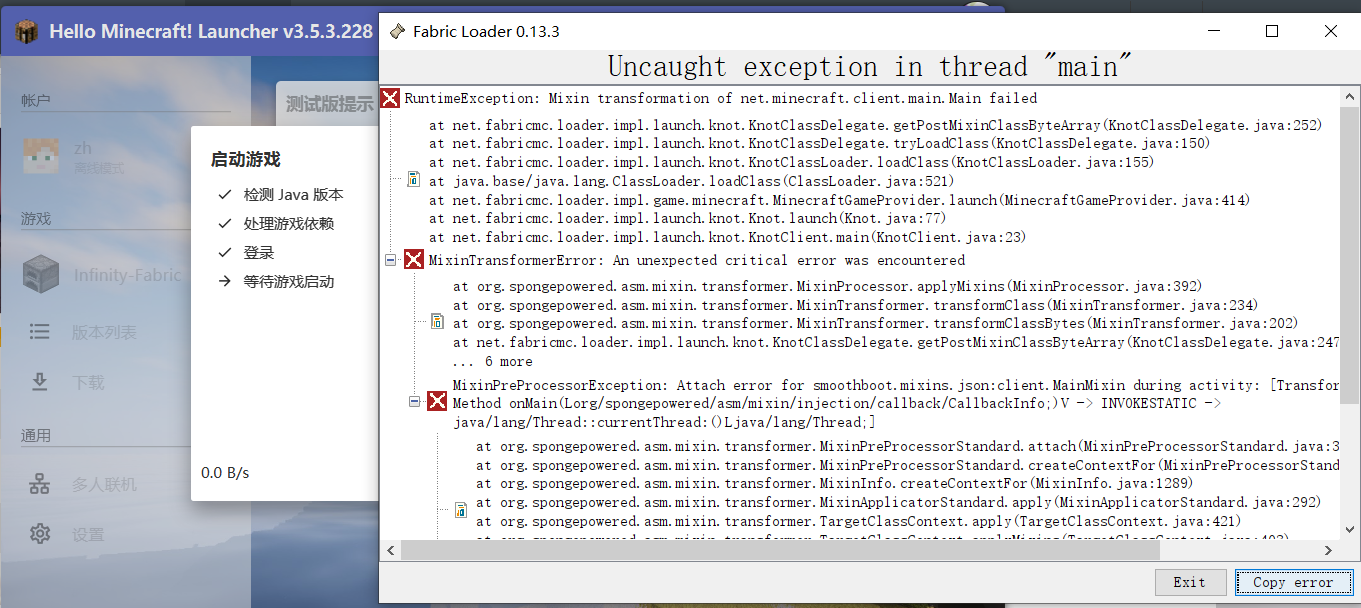 Hello Minecraft! Launcher v3.5.3.228
帐户
zh
离线模式
游戏
Infinity-Fabric
版本列表
下载
通用
多人联机
设置
测试版提示
启动游戏
检测 Java 版本
处理游戏依赖
登录
等待游戏启动
0.0 B/s
Fabric Loader 0.13.3
Uncaught exception in thread "main"
RuntimeException: Mixin transformation of net.minecraft.client.main.Main failed
at net.fabricmc.loader.impl.launch.knot.KnotClassDelegate.getPostMixinClassByteArray(KnotClassDelegate.java:252)
at net.fabricmc.loader.impl.launch.knot.KnotClassDelegate.tryLoadClass(KnotClassDelegate.java:150)
at net.fabricmc.loader.impl.launch.knot.KnotClassLoader.loadClass(KnotClassLoader.java:155)
at java.base/java.lang.ClassLoader.loadClass(ClassLoader.java:521)
at net.fabricmc.loader.impl.game.minecraft.MinecraftGameProvider.launch(MinecraftGameProvider.java:414)
at net.fabricmc.loader.impl.launch.knot.Knot.launch(Knot.java:77)
at net.fabricmc.loader.impl.launch.knot.KnotClient.main(KnotClient.java:23)
MixinTransformerError: An unexpected critical error was encountered
at org.spongepowered.asm.mixin.transformer.MixinProcessor.applyMixins(MixinProcessor.java:392)
at org.spongepowered.asm.mixin.transformer.MixinTransformer.transformClass(MixinTransformer.java:234)
at org.spongepowered.asm.mixin.transformer.MixinTransformer.transformClassBytes(MixinTransformer.java:202)
at net.fabricmc.loader.impl.launch.knot.KnotClassDelegate.getPostMixinClassByteArray(KnotClassDelegate.java:247
... 6 more
MixinPreProcessorException: Attach error for smoothboot.mixins.json:client.MainMixin during activity: [Transfor
Method onMain(Lorg/spongepowered/asm/mixin/injection/callback/CallbackInfo;)V -> INVOKESTATIC ->
java/lang/Thread::currentThread:()Ljava/lang/Thread;]
at org.spongepowered.asm.mixin.transformer.MixinPreProcessorStandard.attach(MixinPreProcessorStandard.java:3
at org.spongepowered.asm.mixin.transformer.MixinPreProcessorStandard.createContextFor(MixinPreProcessorStand
at org.spongepowered.asm.mixin.transformer.MixinInfo.createContextFor(MixinInfo.java:1289)
at org.spongepowered.asm.mixin.transformer.MixinApplicatorStandard.apply(MixinApplicatorStandard.java:292)
at org.spongepowered.asm.mixin.transformer.TargetClassContext.apply(TargetClassContext.java:421)
Exit
Copy error